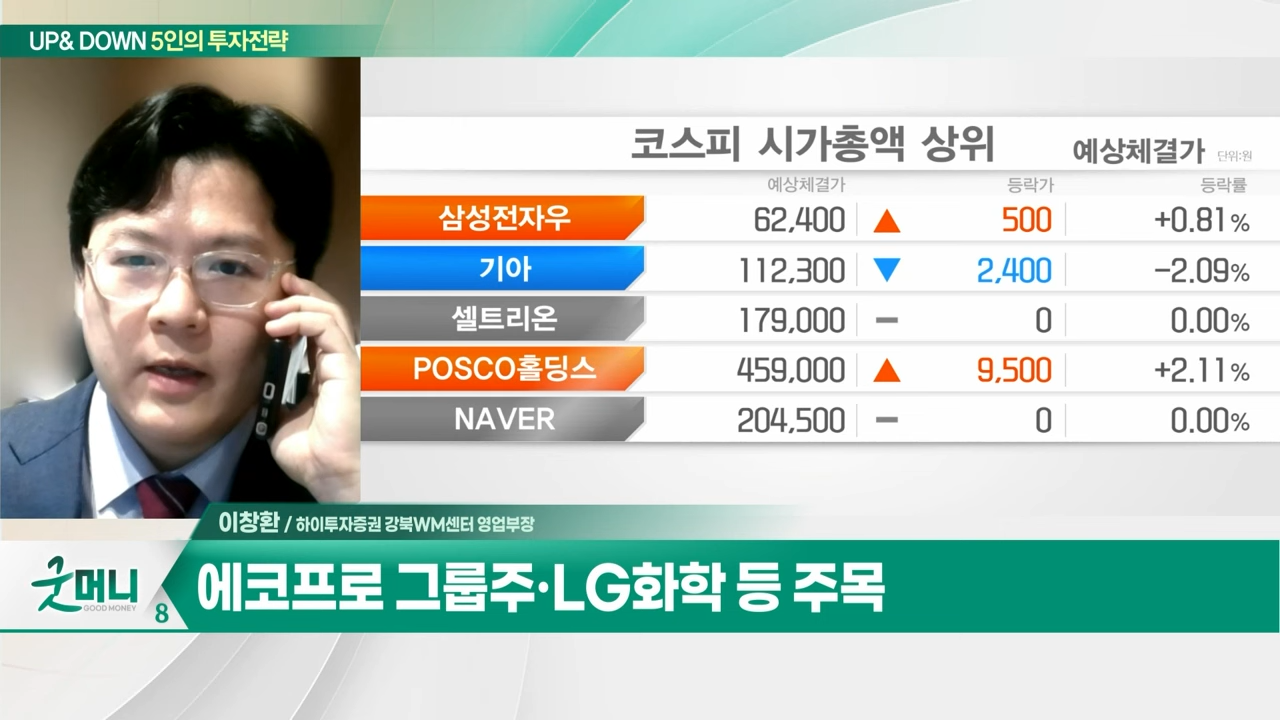 UP& DOWN 5인의 투자전략
코스피 시가총액 상위 예상체결가 단위:원
예상체결가 등락가 등락률
삼성전자우 62,400 ▲ 500 +0.81%
기아 112,300 ▼ 2,400 -2.09%
셀트리온 179,000 - 0 0.00%
POSCO홀딩스 459,000 ▲ 9,500 +2.11%
NAVER 204,500 - 0 0.00%
이창환 / 하이투자증권 강북WM센터 영업부장
굿머니
GOOD MONEY
8
에코프로 그룹주·LG화학 등 주목